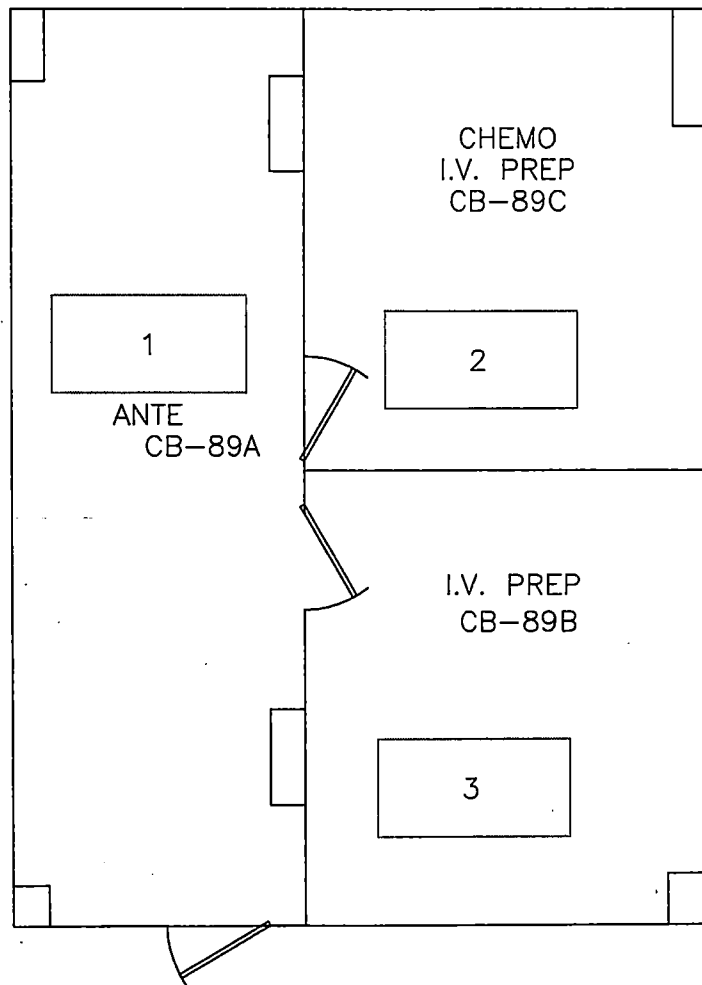 CHEMO
I.V. PREP
CB-89C
1
2
ANTE
CB-89A
I.V. PREP
CB-89B
3